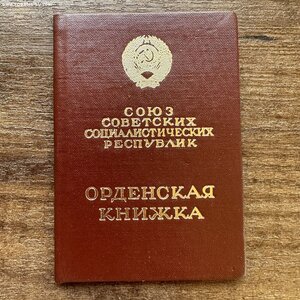 СОЮЗ
СОВЕТСКИХ
СОЦИАЛИСТИЧЕСКИХ
РЕСПУБЛИК
ОРДЕНСКАЯ
КНИЖКА